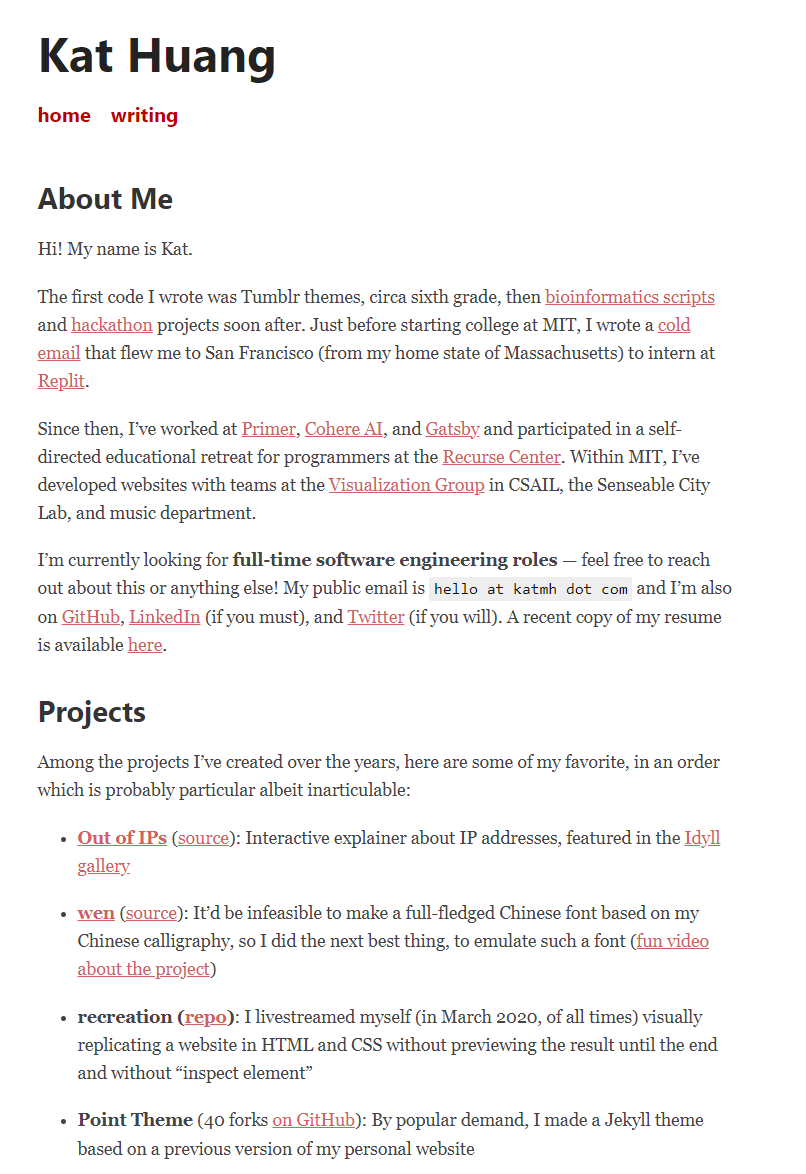 Kat Huang
home writing
About Me
Hi! My name is Kat.
The first code I wrote was Tumblr themes, circa sixth grade, then bioinformatics scripts
and hackathon projects soon after. Just before starting college at MIT, I wrote a cold
email that flew me to San Francisco (from my home state of Massachusetts) to intern at
Replit.
Since then, I’ve worked at Primer, Cohere AI, and Gatsby and participated in a self-
directed educational retreat for programmers at the Recurse Center. Within MIT, I’ve
developed websites with teams at the Visualization Group in CSAIL, the Senseable City
Lab, and music department.
I’m currently looking for full-time software engineering roles — feel free to reach
out about this or anything else! My public email is hello at katmh dot com and I’m also
on GitHub, LinkedIn (if you must), and Twitter (if you will). A recent copy of my resume
is available here.
Projects
Among the projects I’ve created over the years, here are some of my favorite, in an order
which is probably particular albeit inarticulable:
• Out of IPs (source): Interactive explainer about IP addresses, featured in the Idyll
gallery
• wen (source): It’d be infeasible to make a full-fledged Chinese font based on my
Chinese calligraphy, so I did the next best thing, to emulate such a font (fun video
about the project)
• recreation (repo): I livestreamed myself (in March 2020, of all times) visually
replicating a website in HTML and CSS without previewing the result until the end
and without “inspect element”
• Point Theme (40 forks on GitHub): By popular demand, I made a Jekyll theme
based on a previous version of my personal website